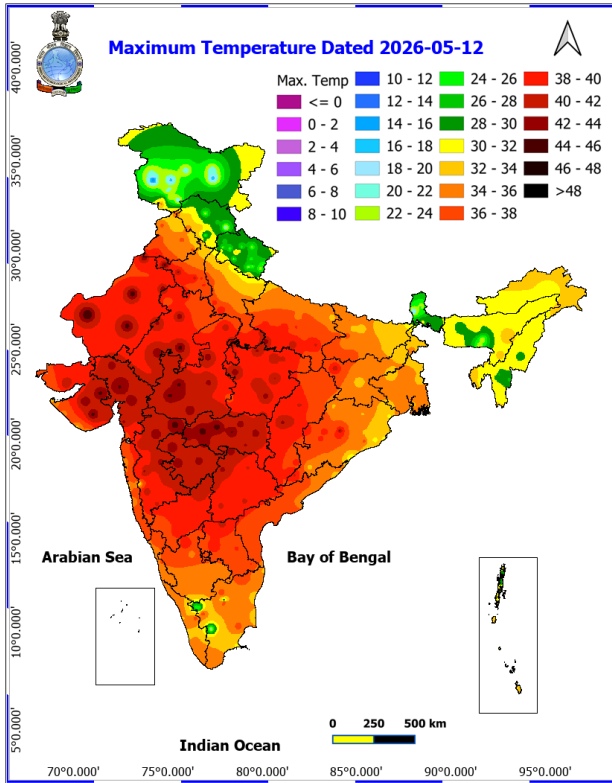 Maximum Temperature Dated 2026-05-12
Max. Temp
<= 0
0 - 2
2 - 4
4 - 6
6 - 8
8 - 10
10 - 12
12 - 14
14 - 16
16 - 18
18 - 20
20 - 22
22 - 24
24 - 26
26 - 28
28 - 30
30 - 32
32 - 34
34 - 36
36 - 38
38 - 40
40 - 42
42 - 44
44 - 46
46 - 48
>48
40°0.000'
35°0.000'
30°0.000'
25°0.000'
20°0.000'
15°0.000'
10°0.000'
5°0.000'
Arabian Sea
Bay of Bengal
0 250 500 km
Indian Ocean
70°0.000' 75°0.000' 80°0.000' 85°0.000' 90°0.000' 95°0.000'